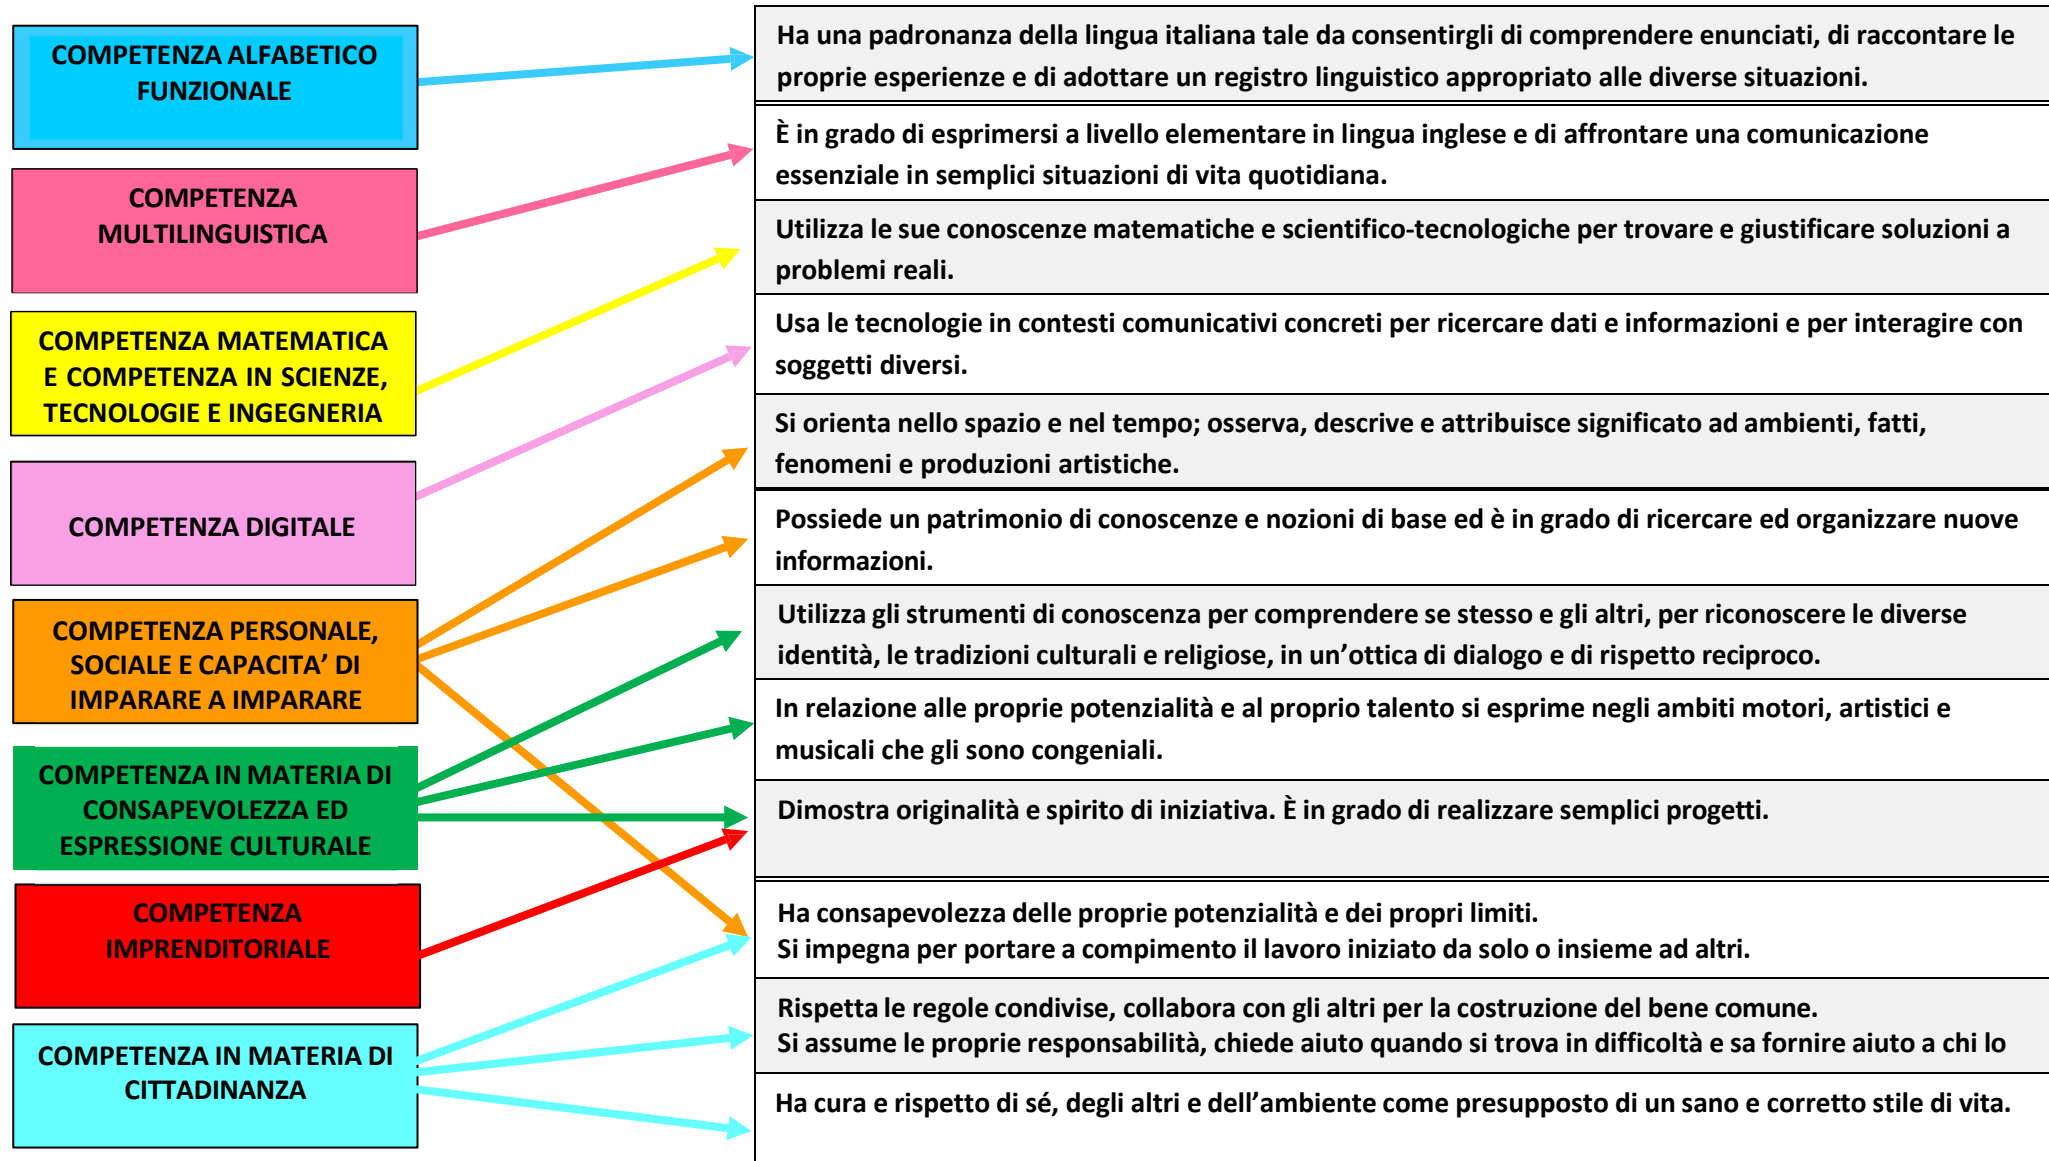 COMPETENZA ALFABETICO
FUNZIONALE
COMPETENZA
MULTILINGUISTICA
COMPETENZA MATEMATICA
E COMPETENZA IN SCIENZE,
TECNOLOGIE E INGEGNERIA
COMPETENZA DIGITALE
COMPETENZA PERSONALE,
SOCIALE E CAPACITA’ DI
IMPARARE A IMPARARE
COMPETENZA IN MATERIA DI
CONSAPEVOLEZZA ED
ESPRESSIONE CULTURALE
COMPETENZA
IMPRENDITORIALE
COMPETENZA IN MATERIA DI
CITTADINANZA
Ha una padronanza della lingua italiana tale da consentirgli di comprendere enunciati, di raccontare le
proprie esperienze e di adottare un registro linguistico appropriato alle diverse situazioni.
È in grado di esprimersi a livello elementare in lingua inglese e di affrontare una comunicazione
essenziale in semplici situazioni di vita quotidiana.
Utilizza le sue conoscenze matematiche e scientifico-tecnologiche per trovare e giustificare soluzioni a
problemi reali.
Usa le tecnologie in contesti comunicativi concreti per ricercare dati e informazioni e per interagire con
soggetti diversi.
Si orienta nello spazio e nel tempo; osserva, descrive e attribuisce significato ad ambienti, fatti,
fenomeni e produzioni artistiche.
Possiede un patrimonio di conoscenze e nozioni di base ed è in grado di ricercare ed organizzare nuove
informazioni.
Utilizza gli strumenti di conoscenza per comprendere se stesso e gli altri, per riconoscere le diverse
identità, le tradizioni culturali e religiose, in un’ottica di dialogo e di rispetto reciproco.
In relazione alle proprie potenzialità e al proprio talento si esprime negli ambiti motori, artistici e
musicali che gli sono congeniali.
Dimostra originalità e spirito di iniziativa. È in grado di realizzare semplici progetti.
Ha consapevolezza delle proprie potenzialità e dei propri limiti.
Si impegna per portare a compimento il lavoro iniziato da solo o insieme ad altri.
Rispetta le regole condivise, collabora con gli altri per la costruzione del bene comune.
Si assume le proprie responsabilità, chiede aiuto quando si trova in difficoltà e sa fornire aiuto a chi lo
Ha cura e rispetto di sé, degli altri e dell’ambiente come presupposto di un sano e corretto stile di vita.